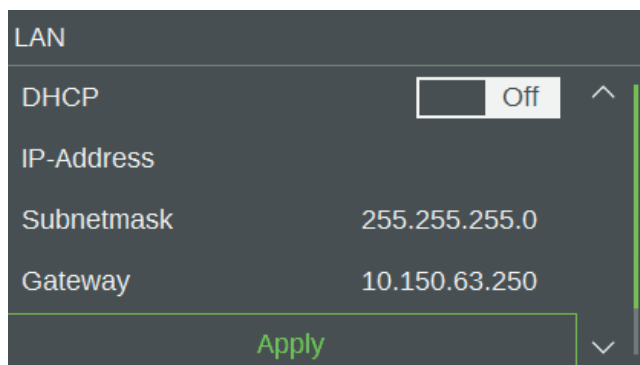 LAN
DHCP Off
IP-Address
Subnetmask 255.255.255.0
Gateway 10.150.63.250
Apply